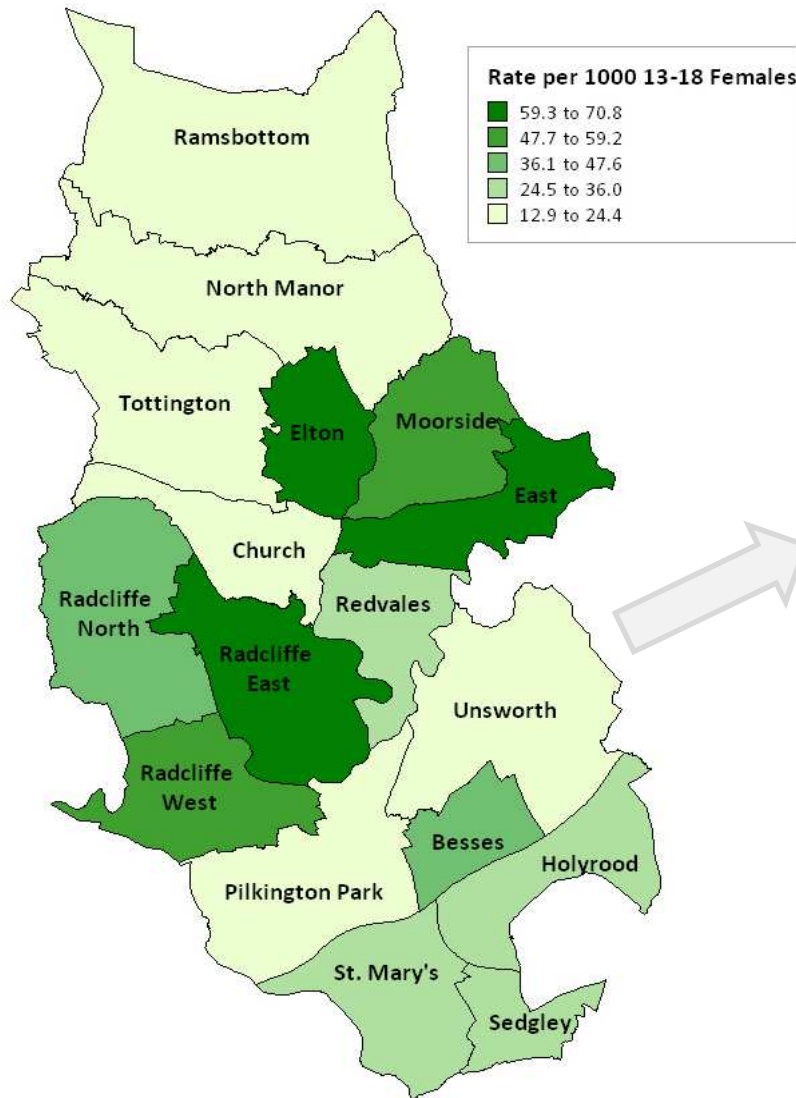 Rate per 1000 13-18 Females
59.3 to 70.8
47.7 to 59.2
36.1 to 47.6
24.5 to 36.0
12.9 to 24.4
Ramsbottom
North Manor
Tottington
Elton
Moorside
East
Church
Radcliffe
North
Redvales
Radcliffe
East
Unsworth
Radcliffe
West
Besses
Holyrood
Pilkington Park
St. Mary's
Sedgley